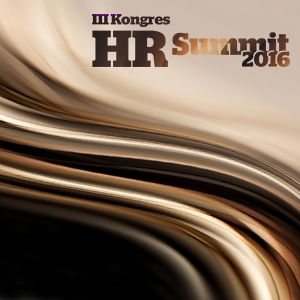 III Kongres
HR Summit
2016